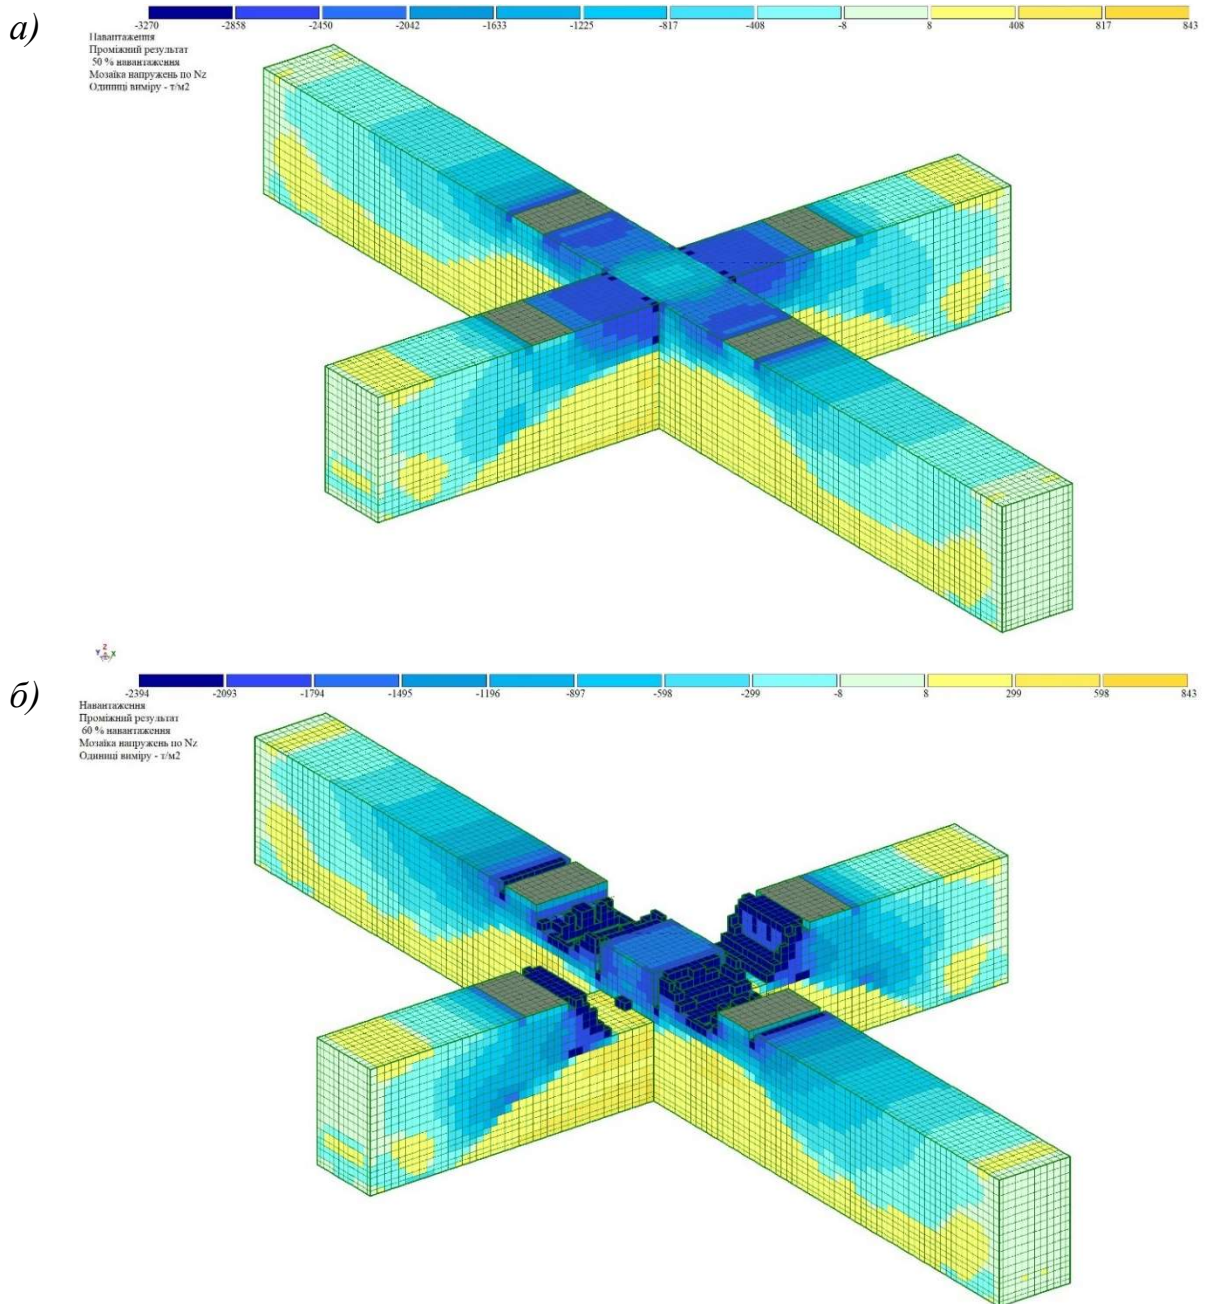 а)
-3270 -2858 -2450 -2042 -1633 -1225 -817 -408 -8 8 408 817 843
Навантаження
Проміжний результат
50 % навантаження
Мозаїка напружень по Nz
Одиниці виміру - т/м2
Z
Y X
б)
-2394 -2093 -1794 -1495 -1196 -897 -598 -299 -8 8 299 598 843
Навантаження
Проміжний результат
60 % навантаження
Мозаїка напружень по Nz
Одиниці виміру - т/м2